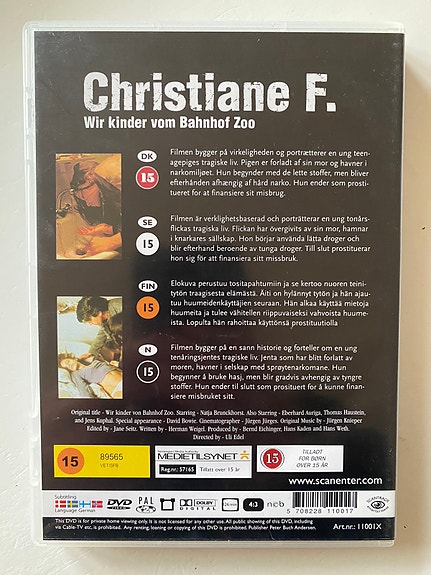 Christiane F.
Wir kinder vom Bahnhof Zoo
DK
15
Filmen bygger på virkeligheden og portrætterer en ung teen-
agepiges tragiske liv. Pigen er forladt af sin mor og havner i
narkomiljøet. Hun begynder med de lette stoffer, men bliver
efterhånden afhængig af hård narko. Hun ender som prosti-
tueret for at finansiere sit misbrug.
SE
15
Filmen är verklighetsbaserad och porträtterar en tonårs-
flickas tragiska liv. Flickan har övergivits av sin mor, hamnar
i knarkares sällskap. Hon börjar använda lätta droger och
blir efterhand beroende av tunga droger. Till slut prostituerar
hon sig för att finansiera sitt missbruk.
FIN
15
Elokuva perustuu tositapahtumiin ja se kertoo nuoren teini-
tytön traagisesta elämästä. Äiti on hylännyt tytön ja hän ajau-
tuu huumeidenkäyttäjien seuraan. Hän alkaa käyttää mietoja
huumeita ja tulee vähitellen riippuvaiseksi vahvoista huume-
ista. Lopulta hän rahoittaa käyttönsä prostituutiolla
N
15
Filmen bygger på en sann historie og forteller om en ung
tenåringsjentes tragiske liv. Jenta som har blitt forlatt av
moren, havner i selskap med sprøytenarkomane. Hun
begynner å bruke hasj, men blir gradvis avhengig av tyngre
stoffer. Hun ender til slutt som prostituert for å kunne finan-
siere misbruket sitt.
Original title - Wir kinder von Bahnhof Zoo. Starring - Natja Brunckhorst. Also Starring - Eberhard Auriga, Thomas Haustein,
and Jens Kuphal. Special appearance - David Bowie. Cinematographer - Jürgen Jürges. Original Music by - Jürgen Knieper
Edited by - Jane Seitz. Written by - Herman Weigel. Produced by - Bernd Eichinger, Hans Kaden and Hans Weth.
Directed by - Uli Edel
15
89565
VET/SFB
MEDIETILSYNET
Reg.nr.: 57165
Tillatt over 15 år
15
TILLADT
FOR BØRN
OVER 15 ÅR
www.scanenter.com
Subtitling
Language German
DVD
PAL
DOLBY
DIGITAL
4:3
ncb
5 708228 110017
SCANBOX
This DVD is for private home viewing only. It is not licensed for any other use. All public showing of this DVD, including
via Cable-TV etc, is prohibited. Any renting, loaning or copying of this DVD is prohibited. Publisher Peter Buch Andersen.
Art.nr.: 11001X